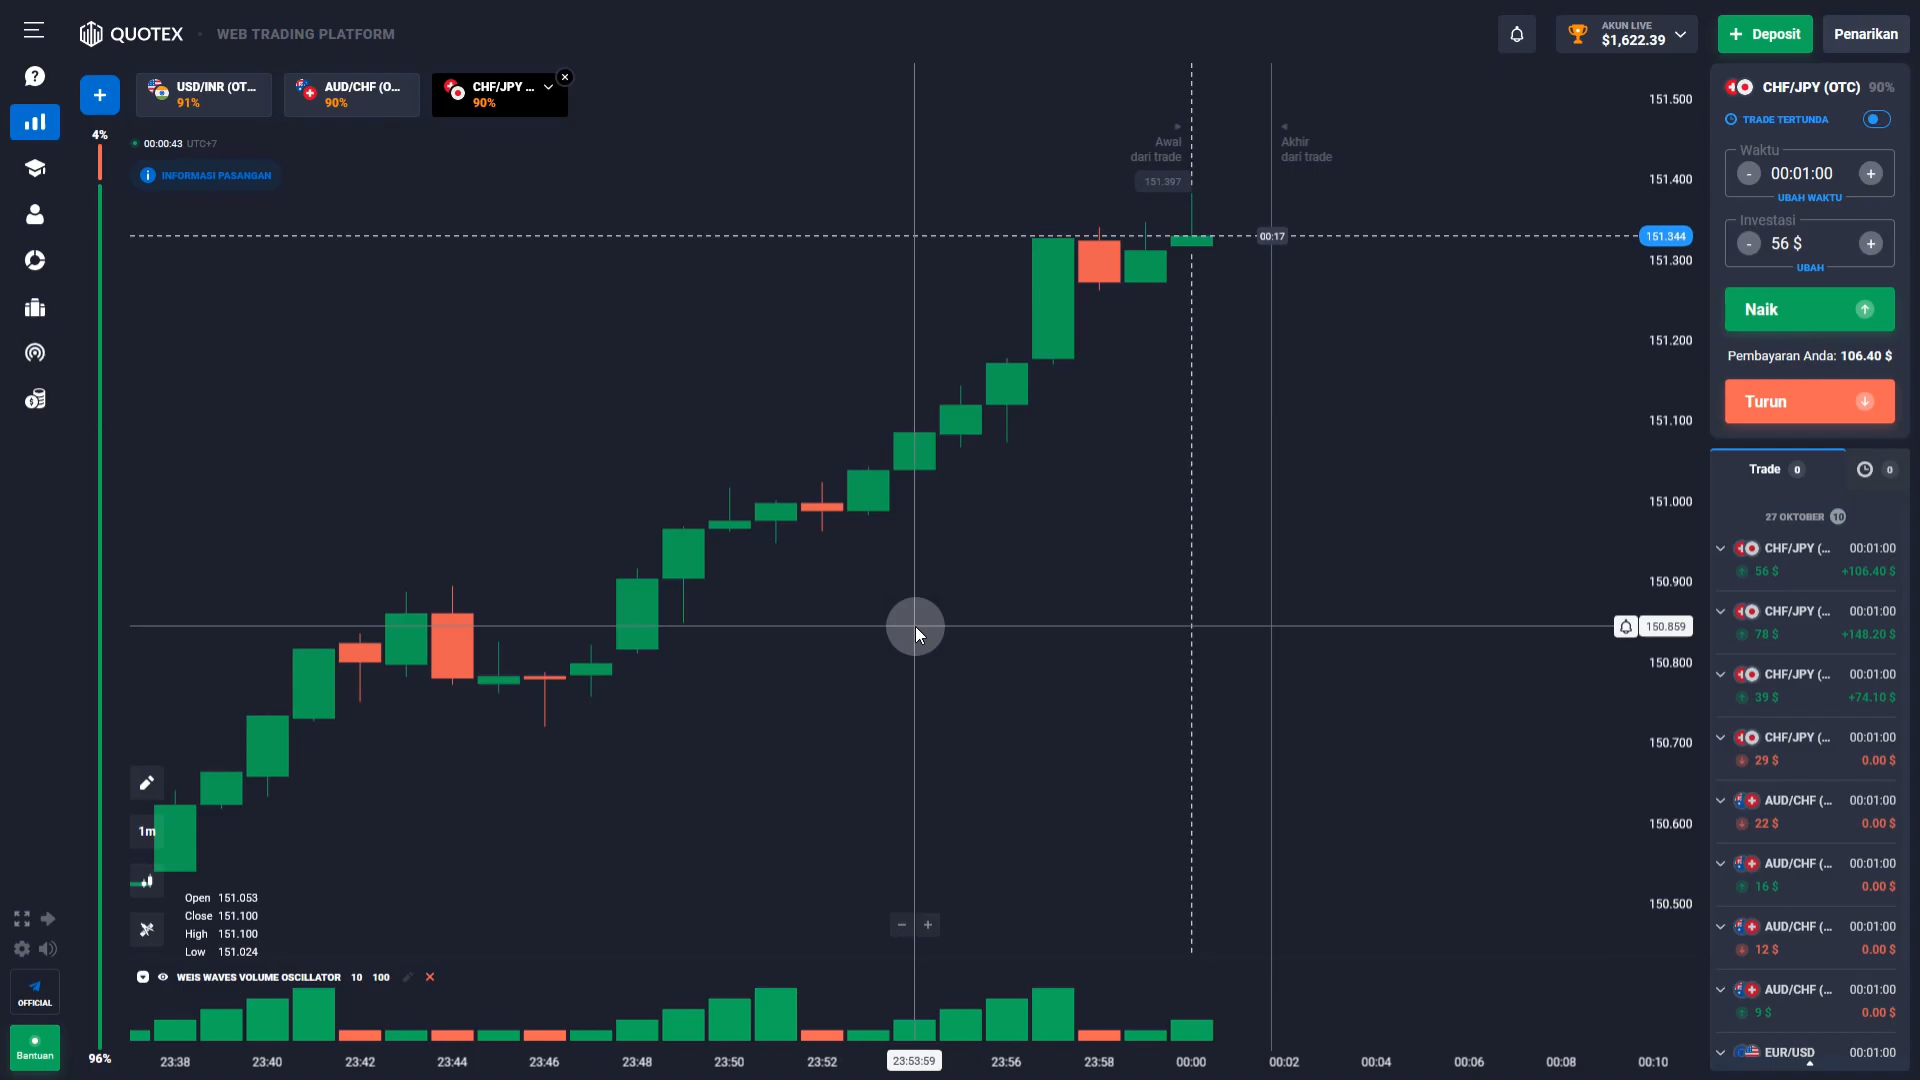 QUOTEX
WEB TRADING PLATFORM
AKUN LIVE
$1,622.39
Deposit
Penarikan
USD/INR (OT...
91%
AUD/CHF (O...
90%
CHF/JPY ...
90%
4%
00:00:43 UTC+7
INFORMASI PASANGAN
Awal
dari trade
151.397
Akhir
dari trade
00:17
151.500
151.400
151.344
151.300
151.200
151.100
151.000
150.900
150.859
150.800
150.700
150.600
150.500
CHF/JPY (OTC) 90%
TRADE TERTUNDA
Waktu
- 00:01:00 +
UBAH WAKTU
Investasi
- 56 $ +
UBAH
Naik
Pembayaran Anda: 106.40 $
Turun
Trade 0
0
27 OKTOBER 10
CHF/JPY (... 00:01:00
56 $ +106.40 $
CHF/JPY (... 00:01:00
78 $ +148.20 $
CHF/JPY (... 00:01:00
39 $ +74.10 $
CHF/JPY (... 00:01:00
29 $ 0.00 $
AUD/CHF (... 00:01:00
22 $ 0.00 $
AUD/CHF (... 00:01:00
16 $ 0.00 $
AUD/CHF (... 00:01:00
12 $ 0.00 $
AUD/CHF (... 00:01:00
9 $ 0.00 $
EUR/USD 00:01:00
1m
Open 151.053
Close 151.100
High 151.100
Low 151.024
WEIS WAVES VOLUME OSCILLATOR 10 100
OFFICIAL
Bantuan
96%
23:38 23:40 23:42 23:44 23:46 23:48 23:50 23:52 23:53:59 23:56 23:58 00:00 00:02 00:04 00:06 00:08 00:10